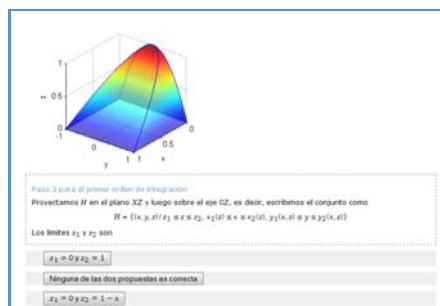 1
0.5
0
-1
0
1
1
0.5
0
z
y
x
Paso 3 para el primer orden de integración
Proyectamos H en el plano XZ y luego sobre el eje OZ, es decir, escribimos el conjunto como
H = {(x, y, z)/ z₁ ≤ z ≤ z₂, x₁(z) ≤ x ≤ x₂(z), y₁(x, z) ≤ y ≤ y₂(x, z)}
Los límites z₁ y z₂ son
z₁ = 0 y z₂ = 1
Ninguna de las dos propuestas es correcta
z₁ = 0 y z₂ = 1 − x